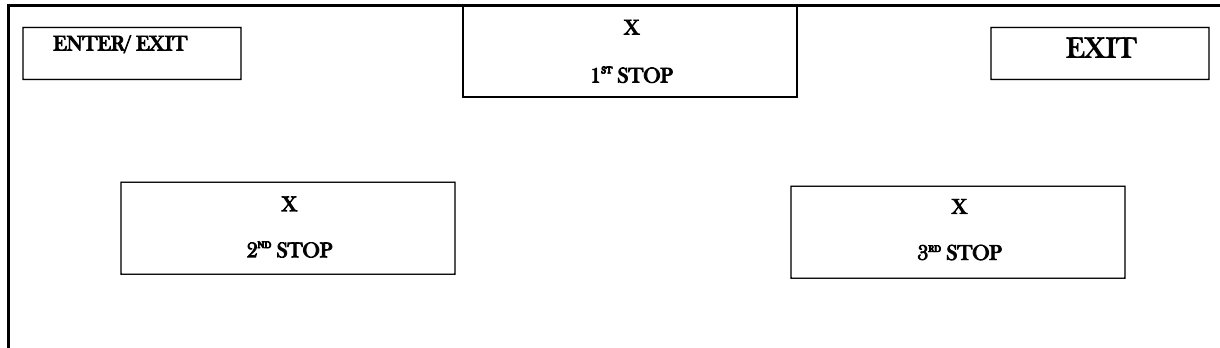 ENTER/ EXIT
X
1ST STOP
EXIT
X
2ND STOP
X
3RD STOP